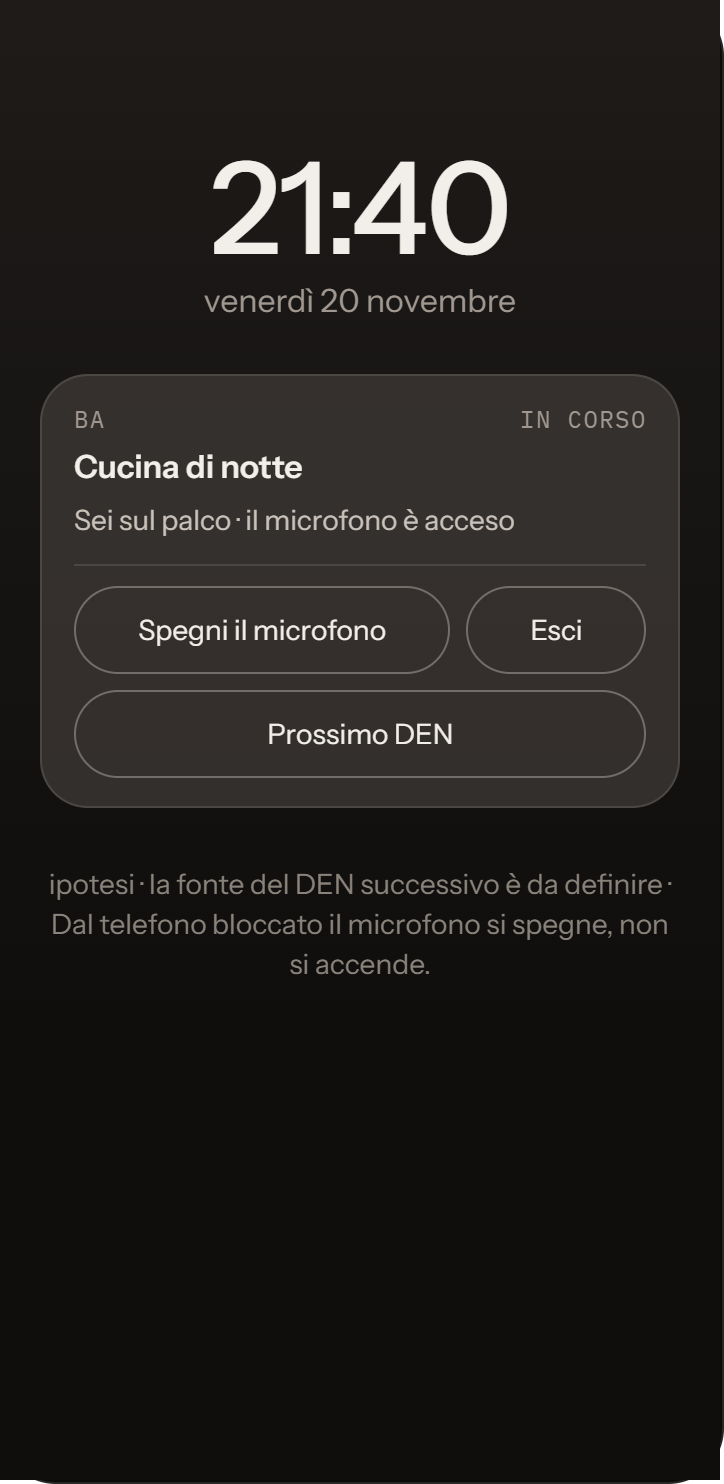 21:40
venerdì 20 novembre
BA
IN CORSO
Cucina di notte
Sei sul palco · il microfono è acceso
Spegni il microfono
Esci
Prossimo DEN
ipotesi · la fonte del DEN successivo è da definire ·
Dal telefono bloccato il microfono si spegne, non
si accende.